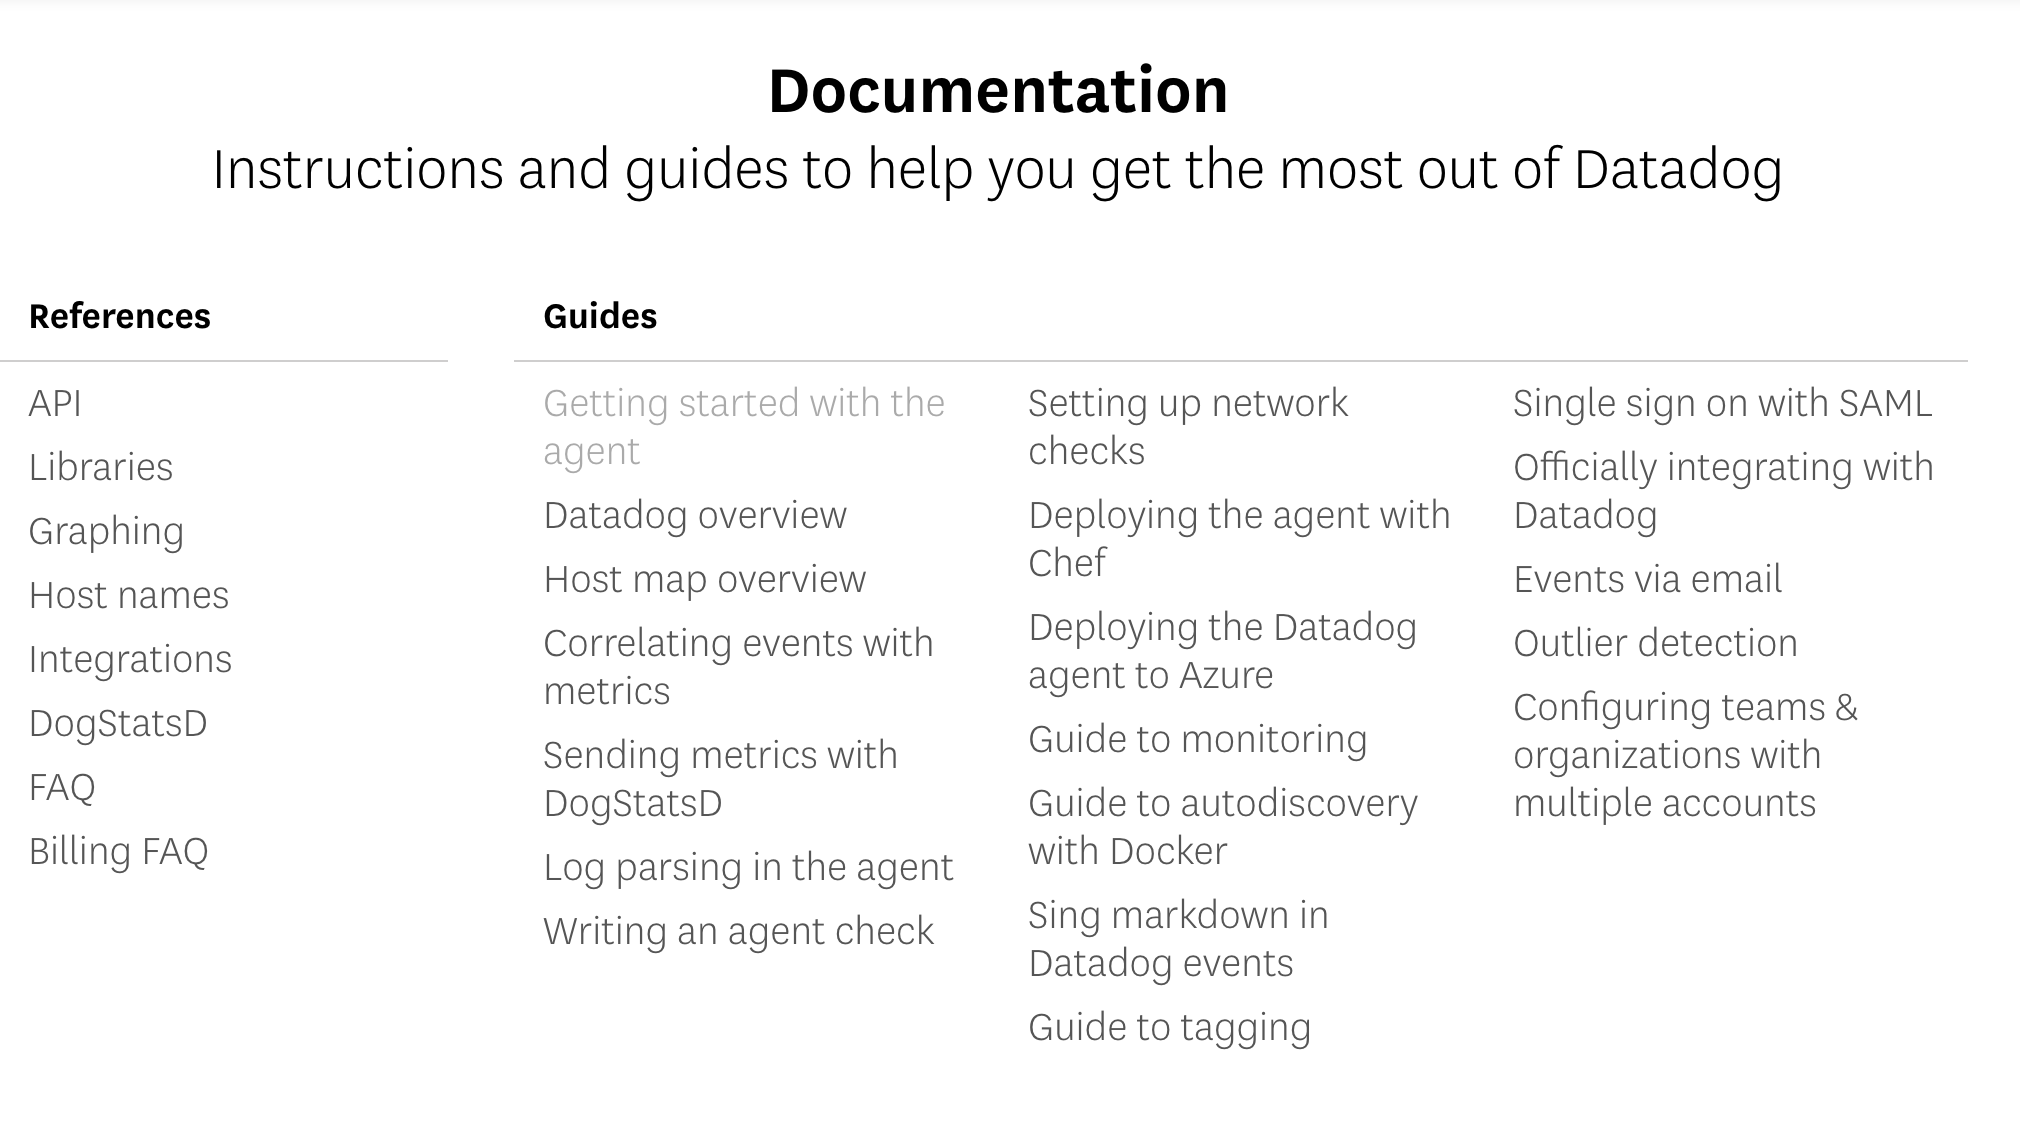 Documentation
Instructions and guides to help you get the most out of Datadog
References
API
Libraries
Graphing
Host names
Integrations
DogStatsD
FAQ
Billing FAQ
Guides
Getting started with the
agent
Datadog overview
Host map overview
Correlating events with
metrics
Sending metrics with
DogStatsD
Log parsing in the agent
Writing an agent check
Setting up network
checks
Deploying the agent with
Chef
Deploying the Datadog
agent to Azure
Guide to monitoring
Guide to autodiscovery
with Docker
Sing markdown in
Datadog events
Guide to tagging
Single sign on with SAML
Officially integrating with
Datadog
Events via email
Outlier detection
Configuring teams &
organizations with
multiple accounts